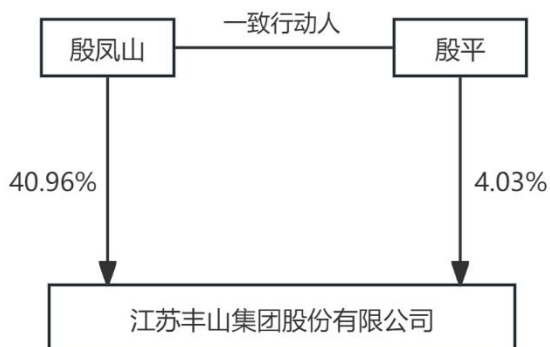 一致行动人
殷凤山
殷平
40.96%
4.03%
江苏丰山集团股份有限公司